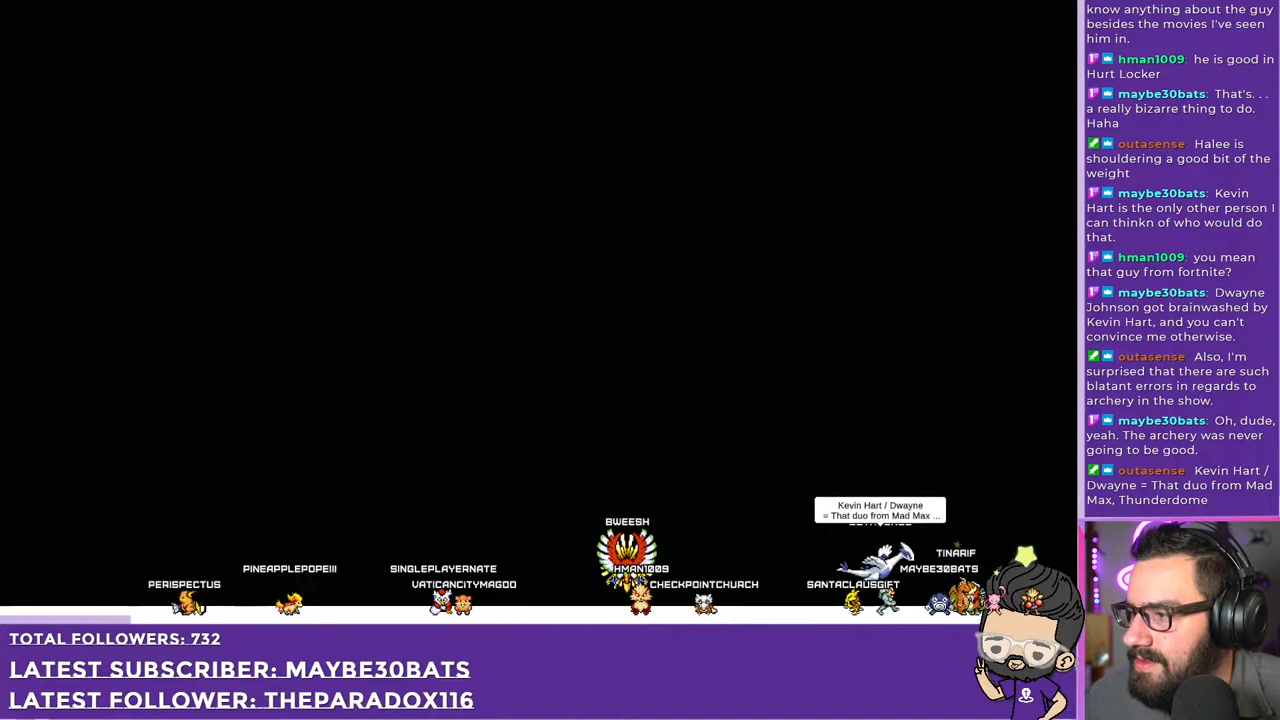 know anything about the guy
besides the movies I've seen
him in.
hman1009: he is good in
Hurt Locker
maybe30bats: That's. . .
a really bizarre thing to do.
Haha
outasense: Halee is
shouldering a good bit of the
weight
maybe30bats: Kevin
Hart is the only other person I
can thinkn of who would do
that.
hman1009: you mean
that guy from fortnite?
maybe30bats: Dwayne
Johnson got brainwashed by
Kevin Hart, and you can't
convince me otherwise.
outasense: Also, I'm
surprised that there are such
blatant errors in regards to
archery in the show.
maybe30bats: Oh, dude,
yeah. The archery was never
going to be good.
outasense: Kevin Hart /
Dwayne = That duo from Mad
Max, Thunderdome
Kevin Hart / Dwayne
= That duo from Mad Max ...
BWEESH
TINARIF
PINEAPPLEPOPEIII
SINGLEPLAYERNATE
HMAN1009
MAYBE30BATS
PERISPECTUS
VATICANCITYMAGOO
CHECKPOINTCHURCH
SANTACLAUSGIFT
TOTAL FOLLOWERS: 732
LATEST SUBSCRIBER: MAYBE30BATS
LATEST FOLLOWER: THEPARADOX116